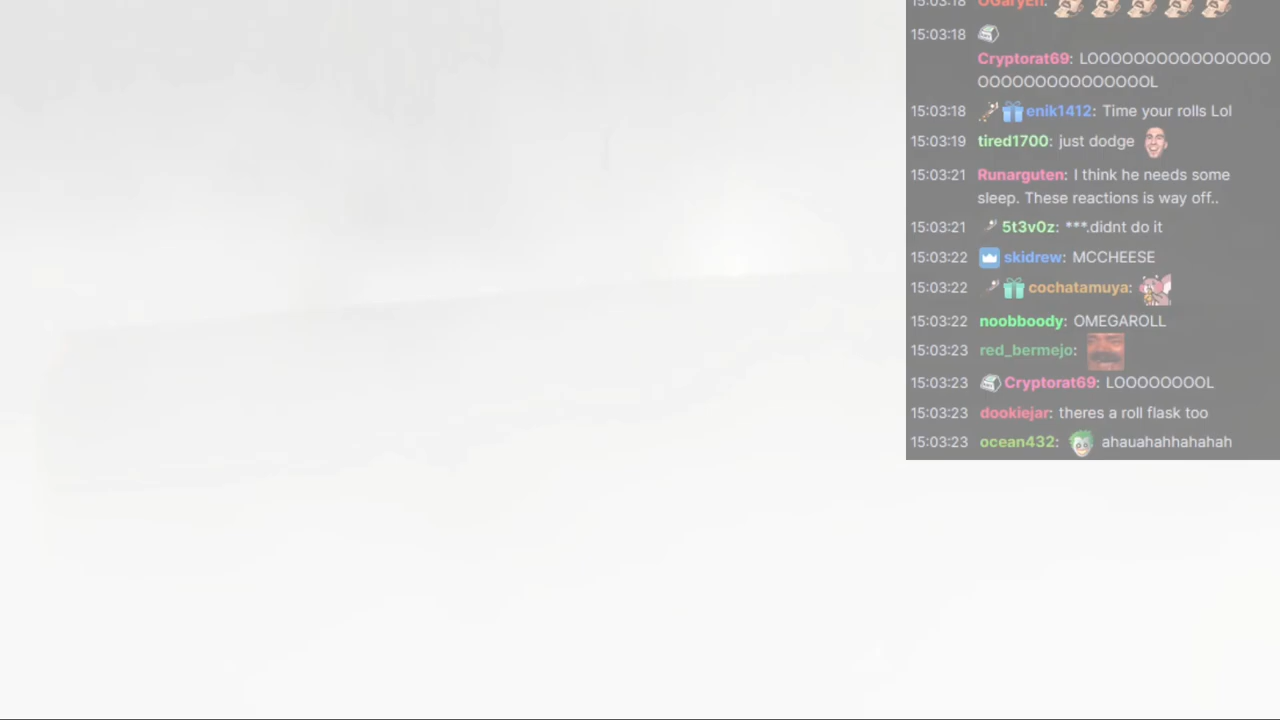 15:03:18 OGaryEn:
15:03:18
Cryptorat69: LOOOOOOOOOOOOOOOO
OOOOOOOOOOOOOOOL
15:03:18 enik1412: Time your rolls Lol
15:03:19 tired1700: just dodge
15:03:21 Runarguten: I think he needs some
sleep. These reactions is way off..
15:03:21 5t3v0z: ***.didnt do it
15:03:22 skidrew: MCCHEESE
15:03:22 cochatamuya:
15:03:22 noobboody: OMEGAROLL
15:03:23 red_bermejo:
15:03:23 Cryptorat69: LOOOOOOOOL
15:03:23 dookiejar: theres a roll flask too
15:03:23 ocean432: ahauahahhahahah